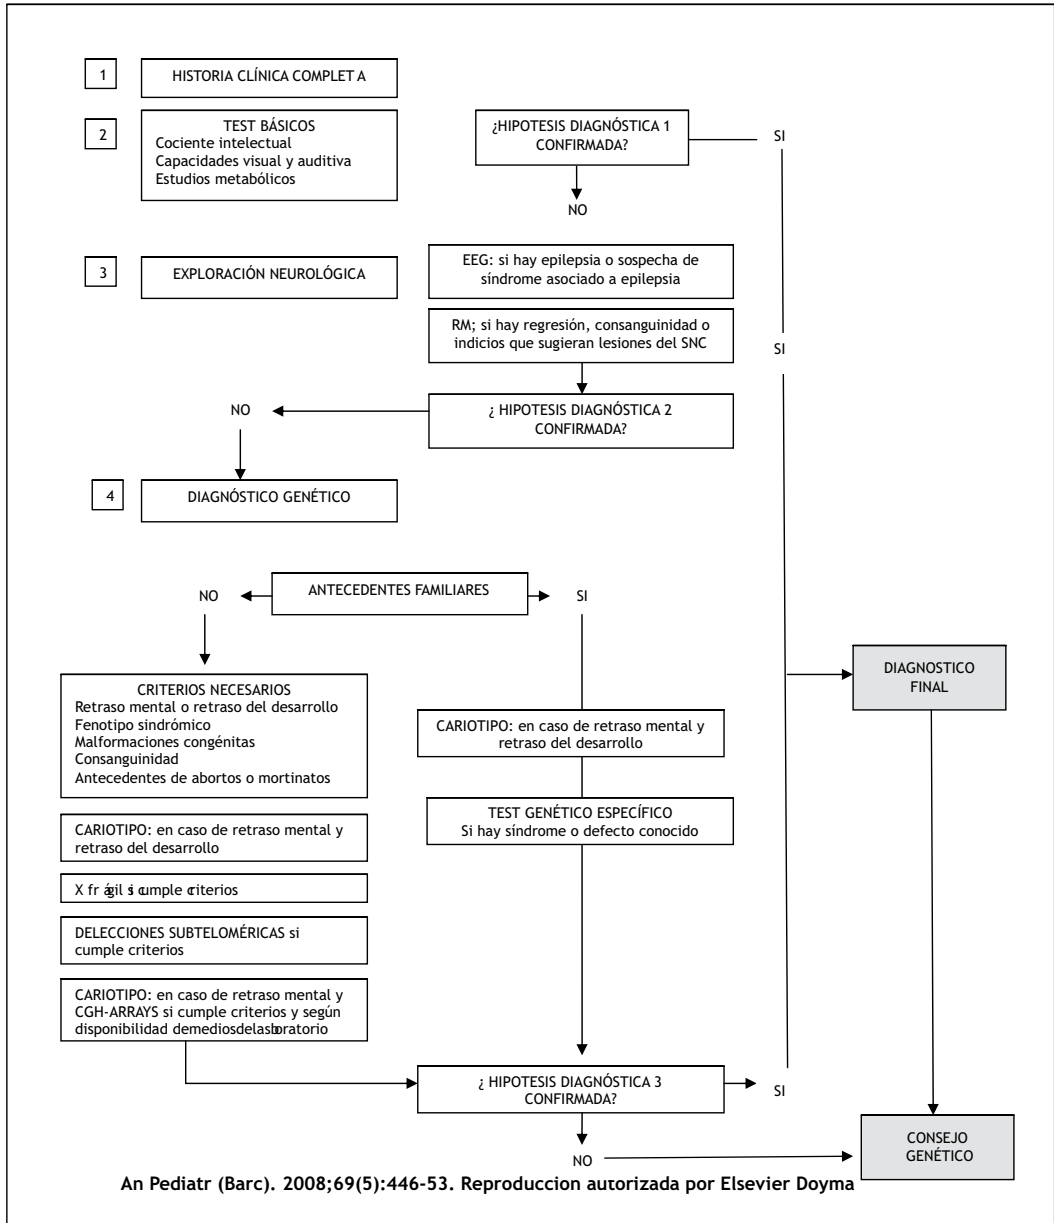 1
HISTORIA CLÍNICA COMPLET A
2
TEST BÁSICOS
Cociente intelectual
Capacidades visual y auditiva
Estudios metabólicos
¿HIPOTESIS DIAGNÓSTICA 1
CONFIRMADA?
SI
NO
3
EXPLORACIÓN NEUROLÓGICA
EEG: si hay epilepsia o sospecha de
síndrome asociado a epilepsia
RM; si hay regresión, consanguinidad o
indicios que sugieran lesiones del SNC
SI
¿ HIPOTESIS DIAGNÓSTICA 2
CONFIRMADA?
NO
4
DIAGNÓSTICO GENÉTICO
ANTECEDENTES FAMILIARES
NO
SI
CRITERIOS NECESARIOS
Retraso mental o retraso del desarrollo
Fenotipo sindrómico
Malformaciones congénitas
Consanguinidad
Antecedentes de abortos o mortinatos
CARIOTIPO: en caso de retraso mental y
retraso del desarrollo
X fr ágil si cumple criterios
DELECCIONES SUBTELOMÉRICAS si
cumple criterios
CARIOTIPO: en caso de retraso mental y
CGH-ARRAYS si cumple criterios y según
disponibilidad demediosdelasboratorio
CARIOTIPO: en caso de retraso mental y
retraso del desarrollo
TEST GENÉTICO ESPECÍFICO
Si hay síndrome o defecto conocido
¿ HIPOTESIS DIAGNÓSTICA 3
CONFIRMADA?
SI
NO
DIAGNOSTICO
FINAL
CONSEJO
GENÉTICO
An Pediatr (Barc). 2008;69(5):446-53. Reproduccion autorizada por Elsevier Doyma